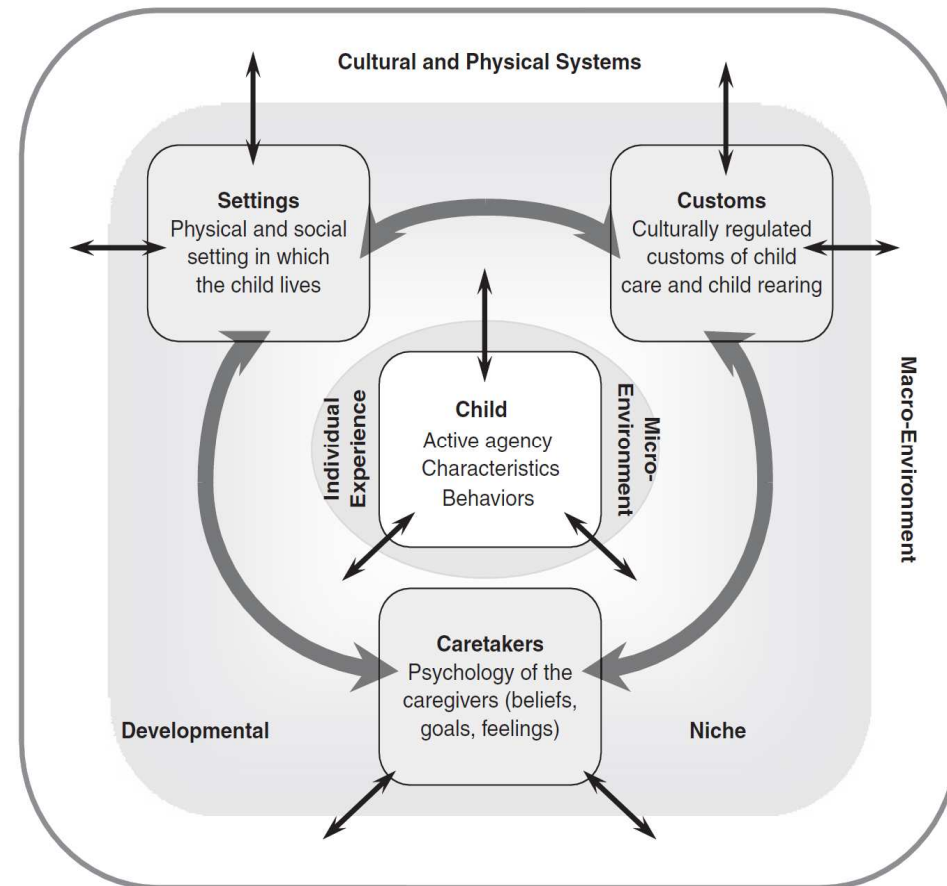 Cultural and Physical Systems
Settings
Physical and social
setting in which
the child lives
Customs
Culturally regulated
customs of child
care and child rearing
Macro-Environment
Individual
Experience
Child
Active agency
Characteristics
Behaviors
Micro-
Environment
Caretakers
Psychology of the
caregivers (beliefs,
goals, feelings)
Developmental
Niche